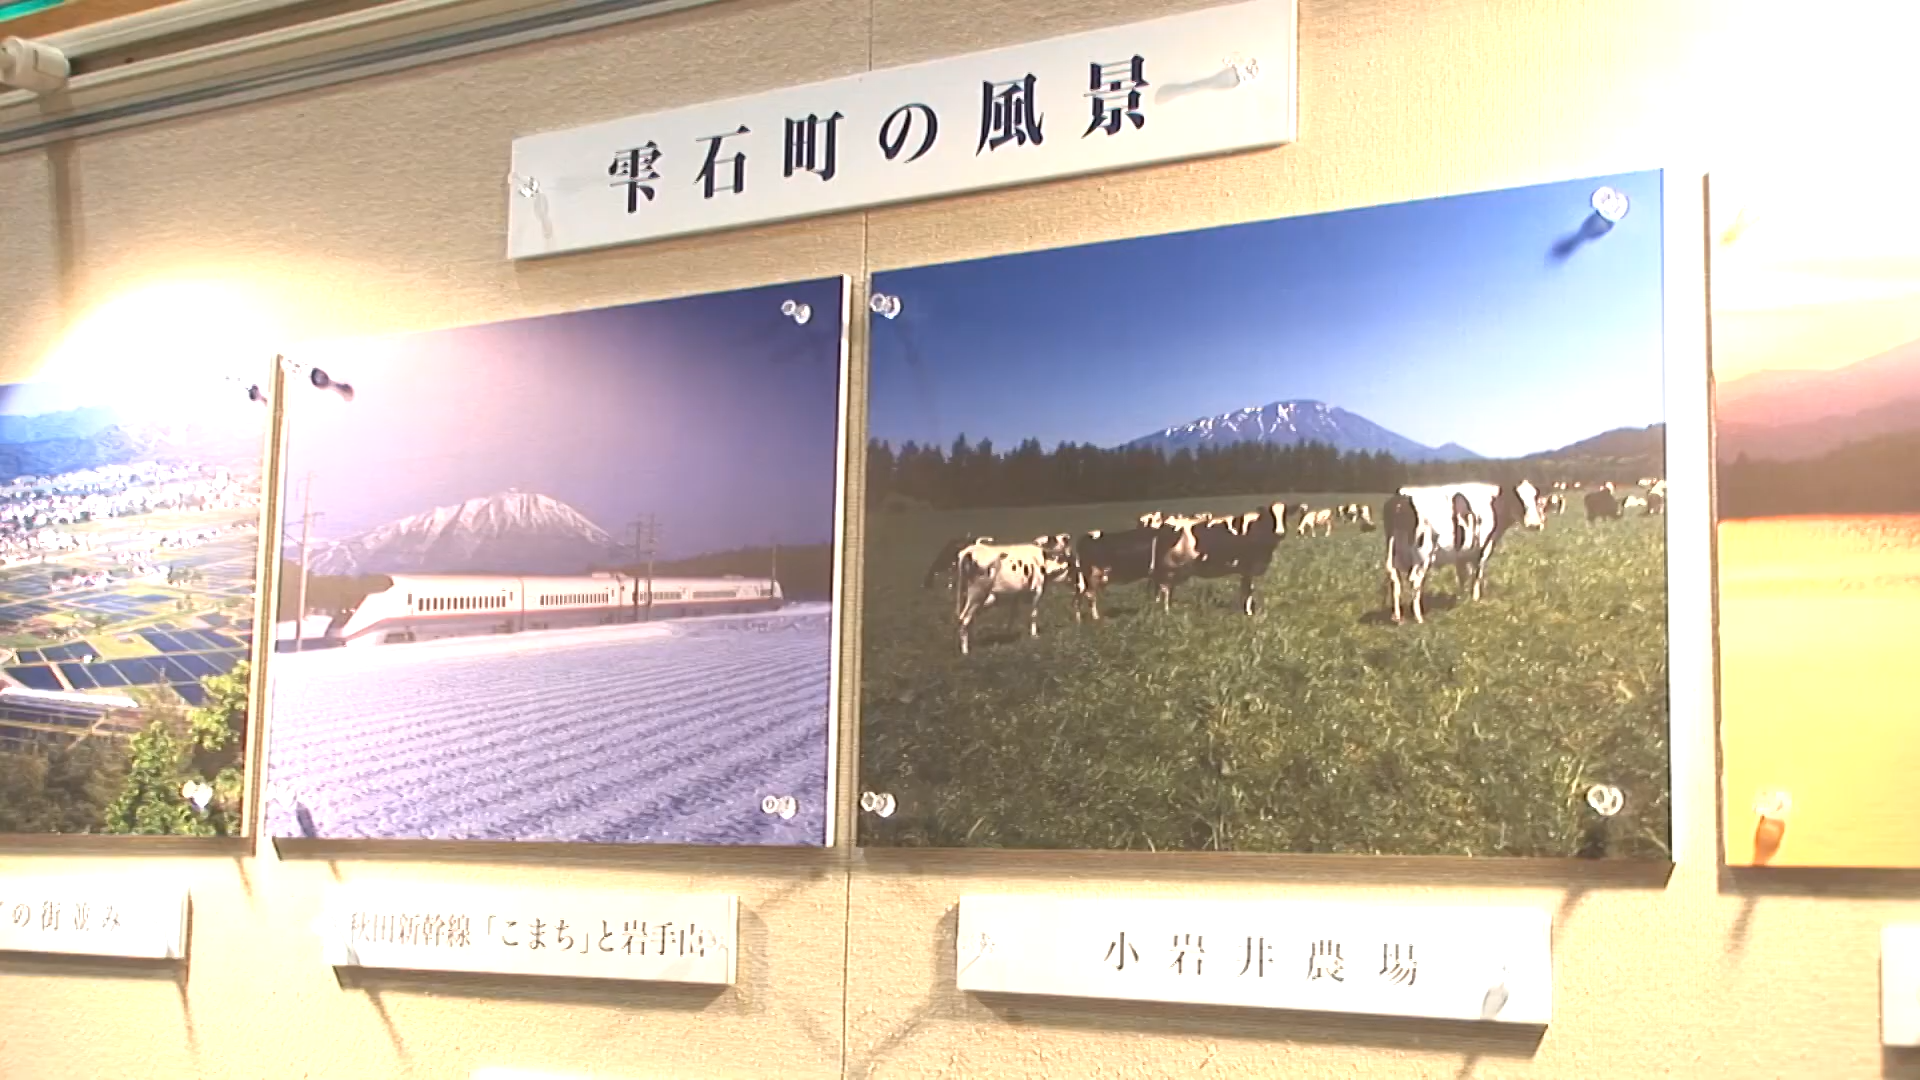 雫石町の風景
の街並み
秋田新幹線「こまち」と岩手山
小岩井農場